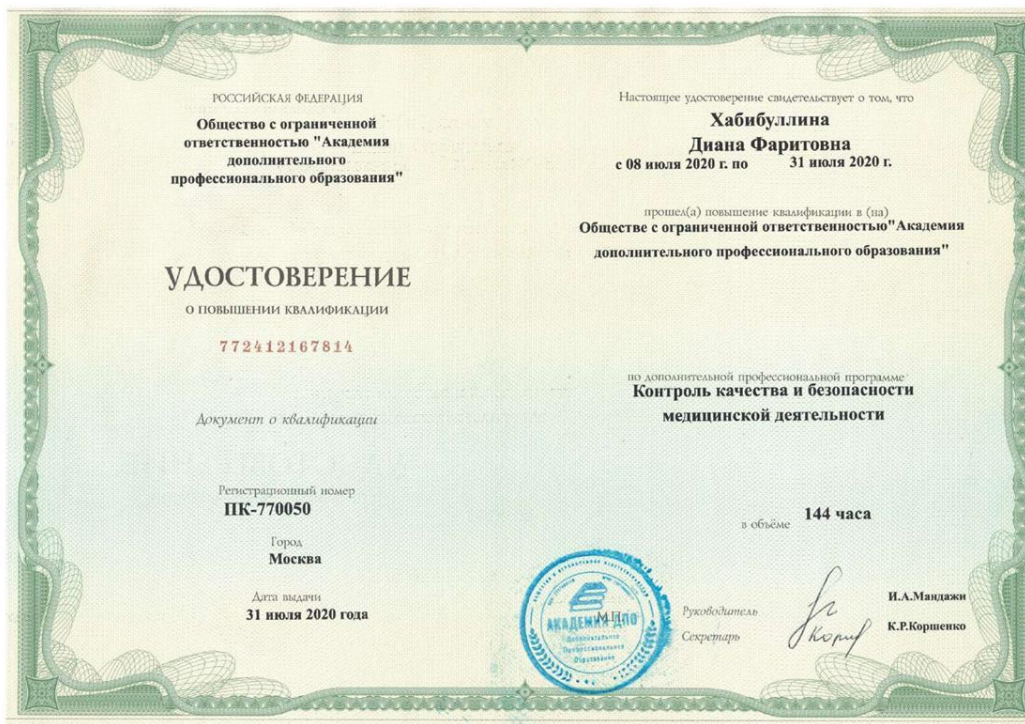 РОССИЙСКАЯ ФЕДЕРАЦИЯ
Общество с ограниченной
ответственностью "Академия
дополнительного
профессионального образования"
УДОСТОВЕРЕНИЕ
О ПОВЫШЕНИИ КВАЛИФИКАЦИИ
772412167814
Документ о квалификации
Регистрационный номер
ПК-770050
Город
Москва
Дата выдачи
31 июля 2020 года
Настоящее удостоверение свидетельствует о том, что
Хабибуллина
Диана Фаритовна
с 08 июля 2020 г. по 31 июля 2020 г.
прошел(а) повышение квалификации в (на)
Обществе с ограниченной ответственностью"Академия
дополнительного профессионального образования"
по дополнительной профессиональной программе
Контроль качества и безопасности
медицинской деятельности
в объёме 144 часа
М.П.
АКАДЕМИЯ ДПО
Дополнительное
Профессиональное
Образование
Руководитель И.А.Мандажи
Секретарь К.Р.Коршенко